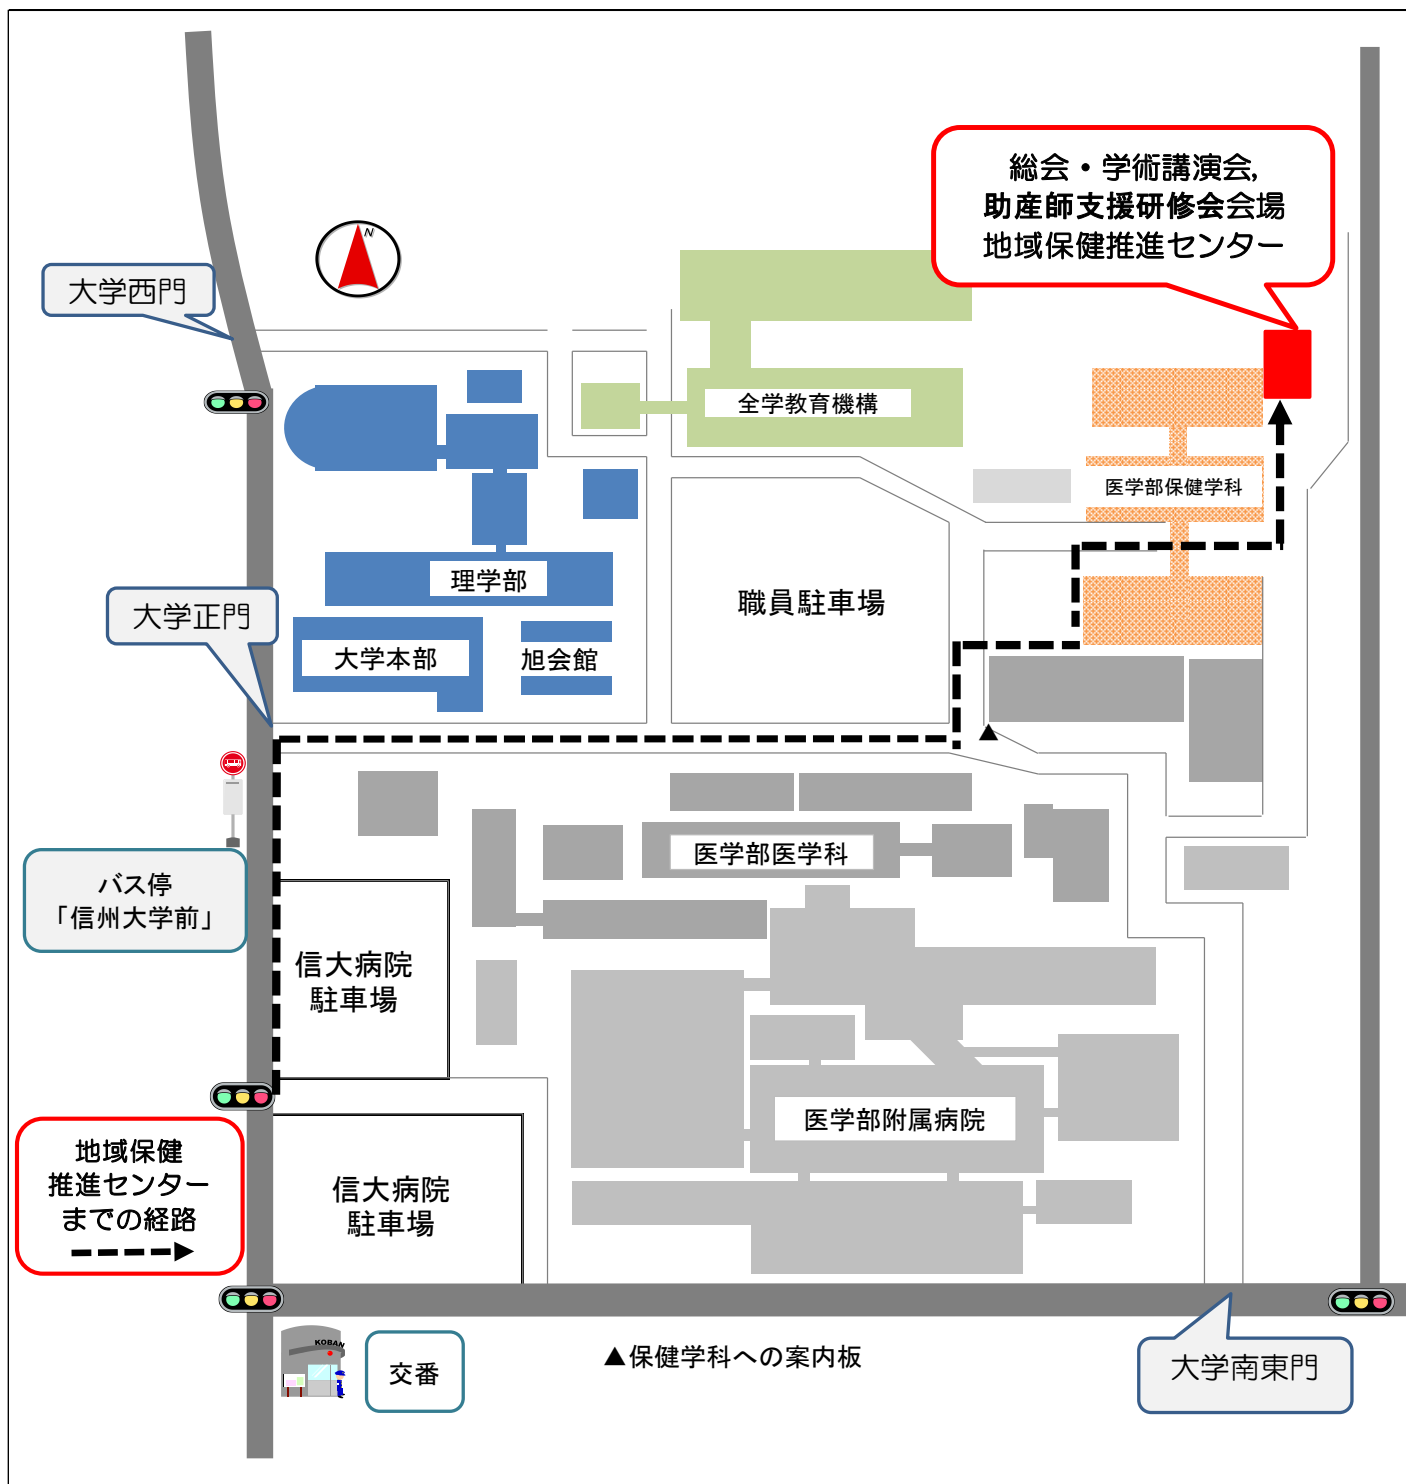 総会・学術講演会,
助産師支援研修会会場
地域保健推進センター
N
大学西門
全学教育機構
医学部保健学科
理学部
職員駐車場
大学正門
大学本部
旭会館
医学部医学科
バス停
「信州大学前」
信大病院
駐車場
医学部附属病院
地域保健
推進センター
までの経路
信大病院
駐車場
KOBAN
交番
▲保健学科への案内板
大学南東門